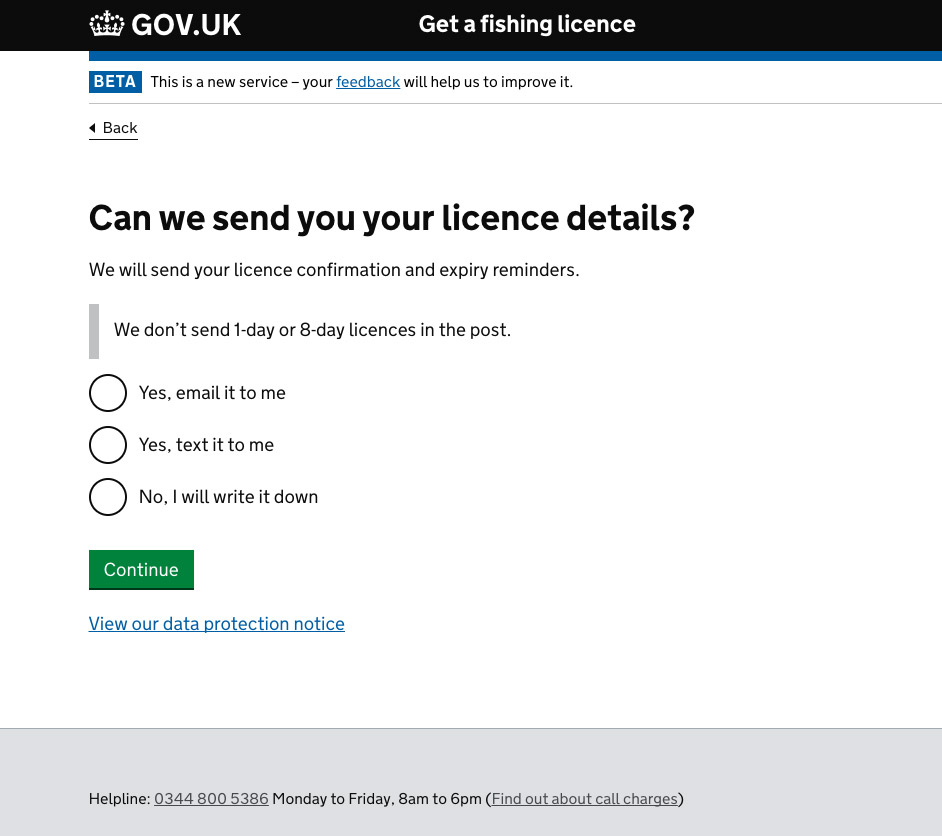 GOV.UK Get a fishing licence
BETA This is a new service – your feedback will help us to improve it.
Back
Can we send you your licence details?
We will send your licence confirmation and expiry reminders.
We don’t send 1-day or 8-day licences in the post.
Yes, email it to me
Yes, text it to me
No, I will write it down
Continue
View our data protection notice
Helpline: 0344 800 5386 Monday to Friday, 8am to 6pm (Find out about call charges)